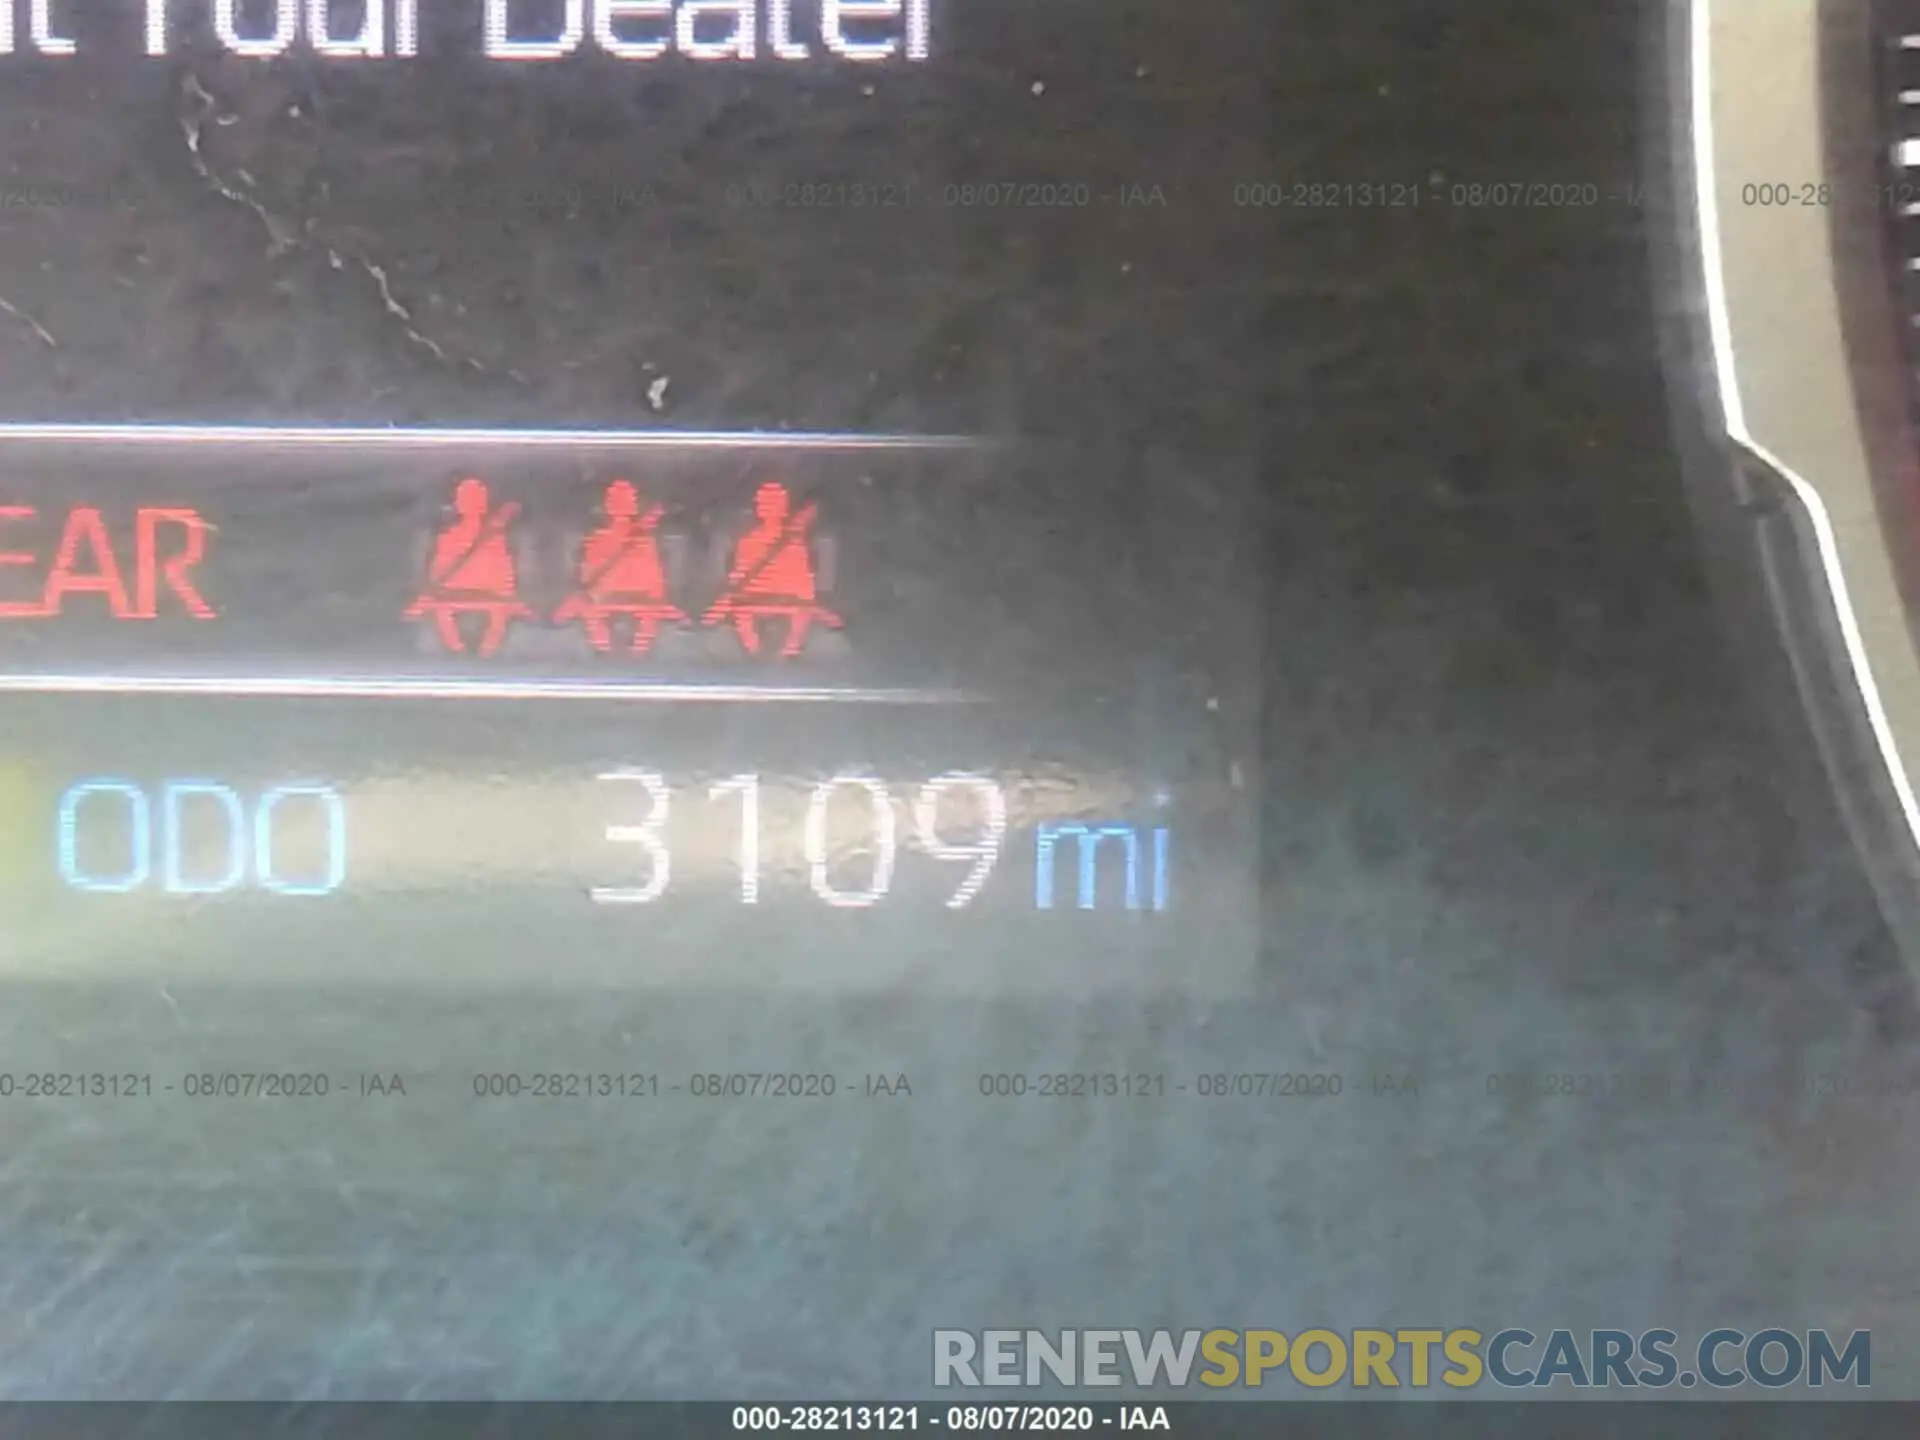 Your Dealer
000-28213121 - 08/07/2020 - IAA 000-28213121 - 08/07/2020 - IAA
EAR
ODO 3109 mi
0-28213121 - 08/07/2020 - IAA 000-28213121 - 08/07/2020 - IAA 000-28213121 - 08/07/2020 - IAA
RENEWSPORTSCARS.COM
000-28213121 - 08/07/2020 - IAA